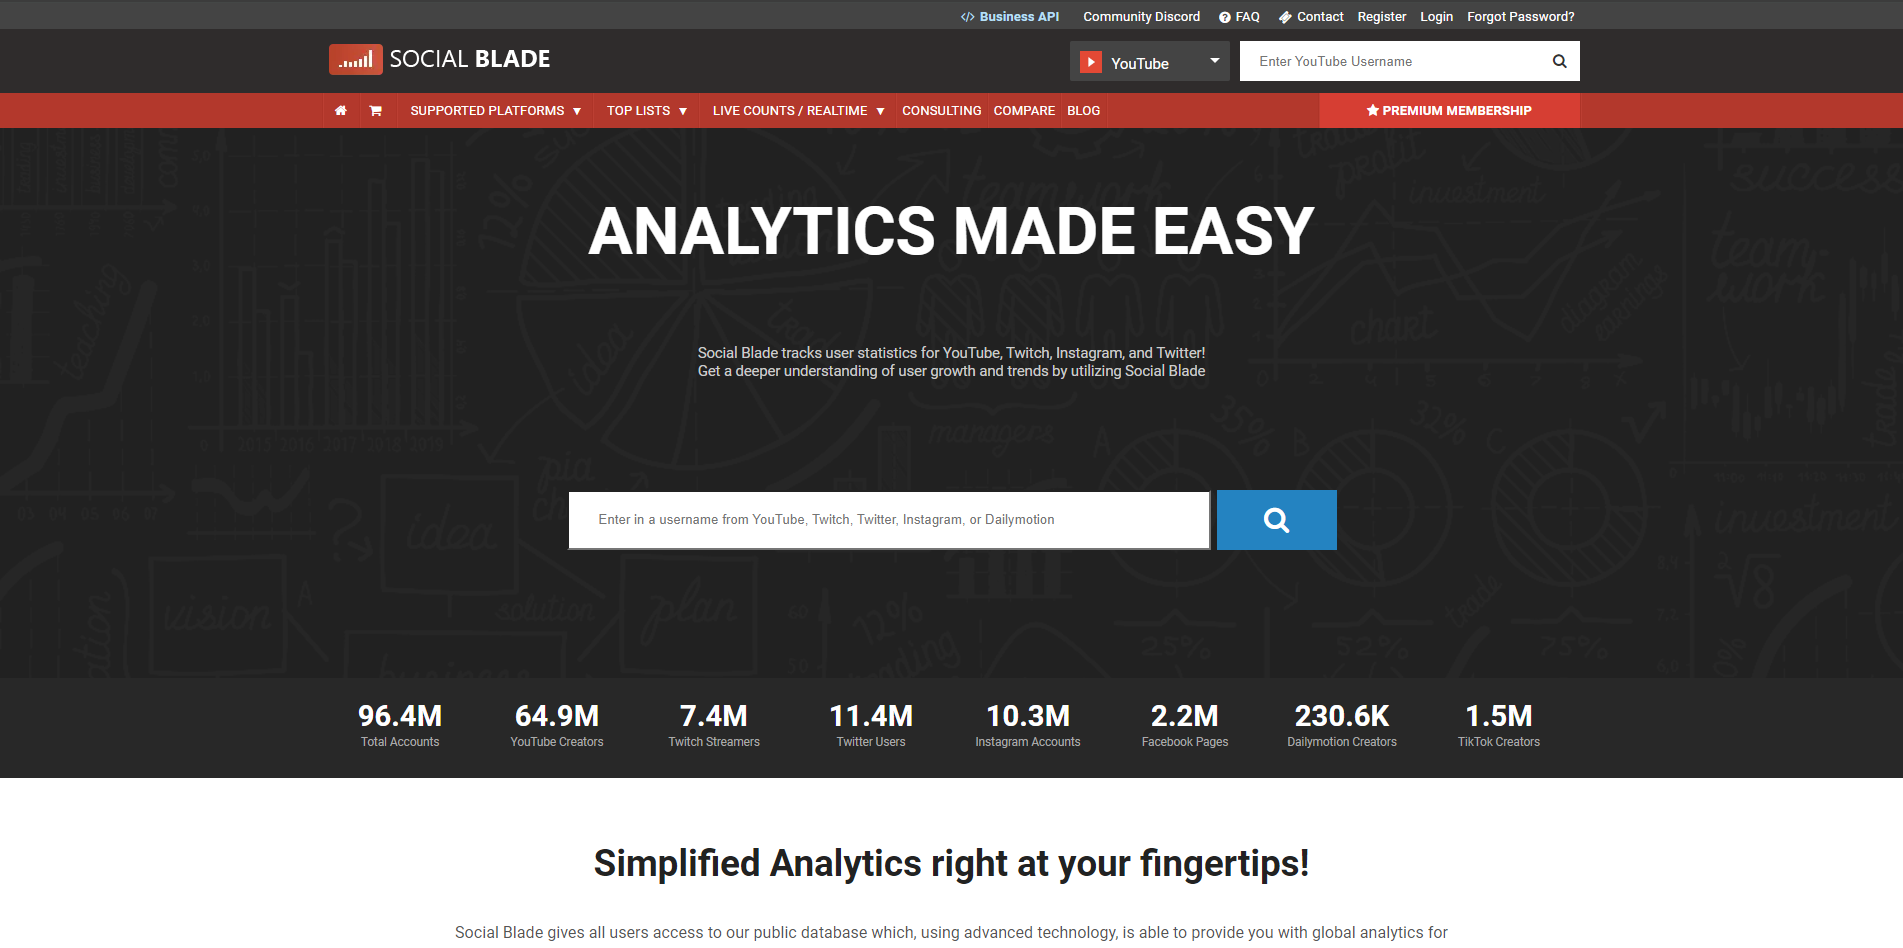 Business API Community Discord FAQ Contact Register Login Forgot Password?
SOCIAL BLADE
YouTube
Enter YouTube Username
SUPPORTED PLATFORMS ▼ TOP LISTS ▼ LIVE COUNTS / REALTIME ▼ CONSULTING COMPARE BLOG PREMIUM MEMBERSHIP
ANALYTICS MADE EASY
Social Blade tracks user statistics for YouTube, Twitch, Instagram, and Twitter!
Get a deeper understanding of user growth and trends by utilizing Social Blade
Enter in a username from YouTube, Twitch, Twitter, Instagram, or Dailymotion
96.4M 64.9M 7.4M 11.4M 10.3M 2.2M 230.6K 1.5M
Total Accounts YouTube Creators Twitch Streamers Twitter Users Instagram Accounts Facebook Pages Dailymotion Creators TikTok Creators
Simplified Analytics right at your fingertips!
Social Blade gives all users access to our public database which, using advanced technology, is able to provide you with global analytics for